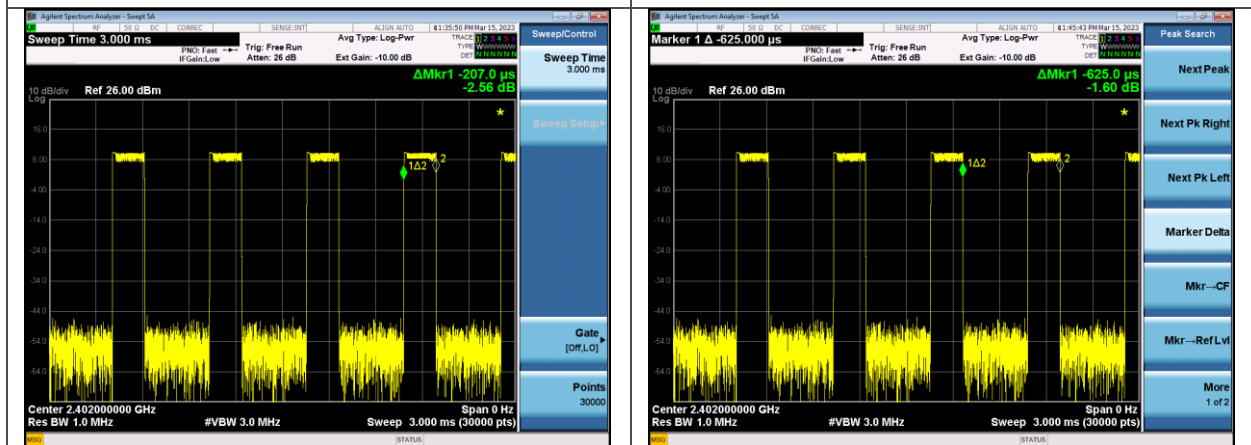 Agilent Spectrum Analyzer - Swept SA
RF 50 Ω DC CORREC SENSE:INT ALIGN AUTO 01:35:50 PM Mar 15, 2023
Sweep Time 3.000 ms
PNO: Fast
IFGain:Low
Trig: Free Run
Atten: 26 dB
Avg Type: Log-Pwr
Ext Gain: -10.00 dB
TRACE 1 2 3 4 5 6
TYPE WWWWWW
DET N N N N N N
ΔMkr1 -207.0 µs
-2.56 dB
10 dB/div Ref 26.00 dBm
Log
16.0
6.00
-4.00
-14.0
-24.0
-34.0
-44.0
-54.0
-64.0
1Δ2
2
*
Center 2.402000000 GHz
Span 0 Hz
Res BW 1.0 MHz
#VBW 3.0 MHz
Sweep 3.000 ms (30000 pts)
MSG
STATUS
Sweep/Control
Sweep Time
3.000 ms
Sweep Setup
Gate
[Off,LO]
Points
30000
Agilent Spectrum Analyzer - Swept SA
RF 50 Ω DC CORREC SENSE:INT ALIGN AUTO 01:45:43 PM Mar 15, 2023
Marker 1 Δ -625.000 µs
PNO: Fast
IFGain:Low
Trig: Free Run
Atten: 26 dB
Avg Type: Log-Pwr
Ext Gain: -10.00 dB
TRACE 1 2 3 4 5 6
TYPE WWWWWW
DET N N N N N N
ΔMkr1 -625.0 µs
-1.60 dB
10 dB/div Ref 26.00 dBm
Log
16.0
6.00
-4.00
-14.0
-24.0
-34.0
-44.0
-54.0
-64.0
1Δ2
2
*
Center 2.402000000 GHz
Span 0 Hz
Res BW 1.0 MHz
#VBW 3.0 MHz
Sweep 3.000 ms (30000 pts)
MSG
STATUS
Peak Search
Next Peak
Next Pk Right
Next Pk Left
Marker Delta
Mkr→CF
Mkr→Ref Lvl
More
1 of 2